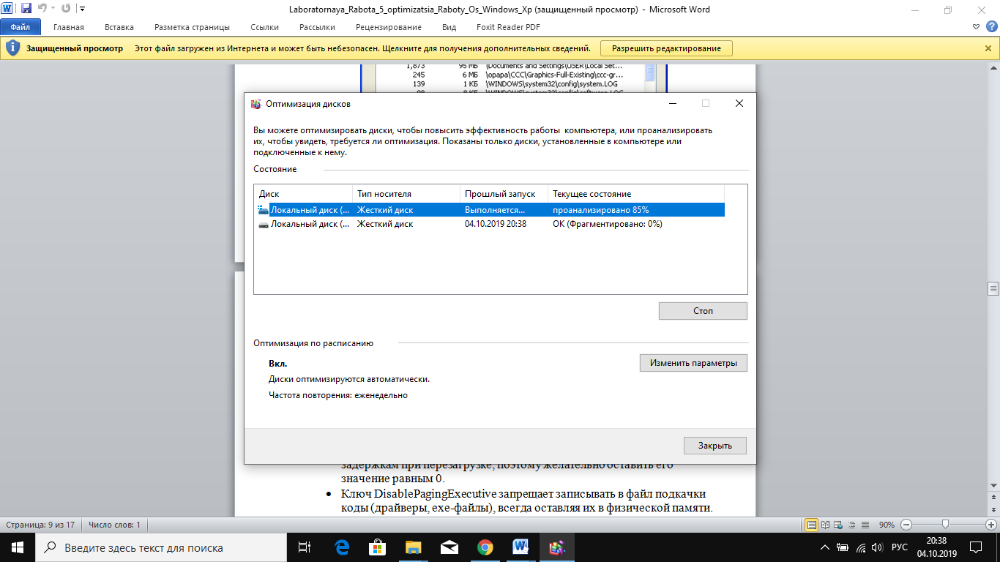 Laboratornaya_Rabota_5_optimizatsia_Raboty_Os_Windows_Xp (защищенный просмотр) - Microsoft Word
Файл Главная Вставка Разметка страницы Ссылки Рассылки Рецензирование Вид Foxit Reader PDF
Защищенный просмотр Этот файл загружен из Интернета и может быть небезопасен. Щелкните для получения дополнительных сведений. Разрешить редактирование
1,873 95 МБ \Documents and Settings\USER\Local Set...
245 6 МБ \opapa\CCC\Graphics-Full-Existing\ccc-gr...
139 1 КБ \WINDOWS\system32\config\system.LOG
98 8 КБ \WINDOWS\system32\config\software.LOG
Оптимизация дисков
Вы можете оптимизировать диски, чтобы повысить эффективность работы компьютера, или проанализировать
их, чтобы увидеть, требуется ли оптимизация. Показаны только диски, установленные в компьютере или
подключенные к нему.
Состояние
Диск Тип носителя Прошлый запуск Текущее состояние
Локальный диск (... Жесткий диск Выполняется... проанализировано 85%
Локальный диск (... Жесткий диск 04.10.2019 20:38 ОК (Фрагментировано: 0%)
Стоп
Оптимизация по расписанию
Вкл. Изменить параметры
Диски оптимизируются автоматически.
Частота повторения: еженедельно
Закрыть
задержкам при перезагрузке, поэтому желательно оставить его
значение равным 0.
• Ключ DisablePagingExecutive запрещает записывать в файл подкачки
коды (драйверы, exe-файлы), всегда оставляя их в физической памяти.
Страница: 9 из 17 Число слов: 1 90%
Введите здесь текст для поиска РУС 20:38
04.10.2019